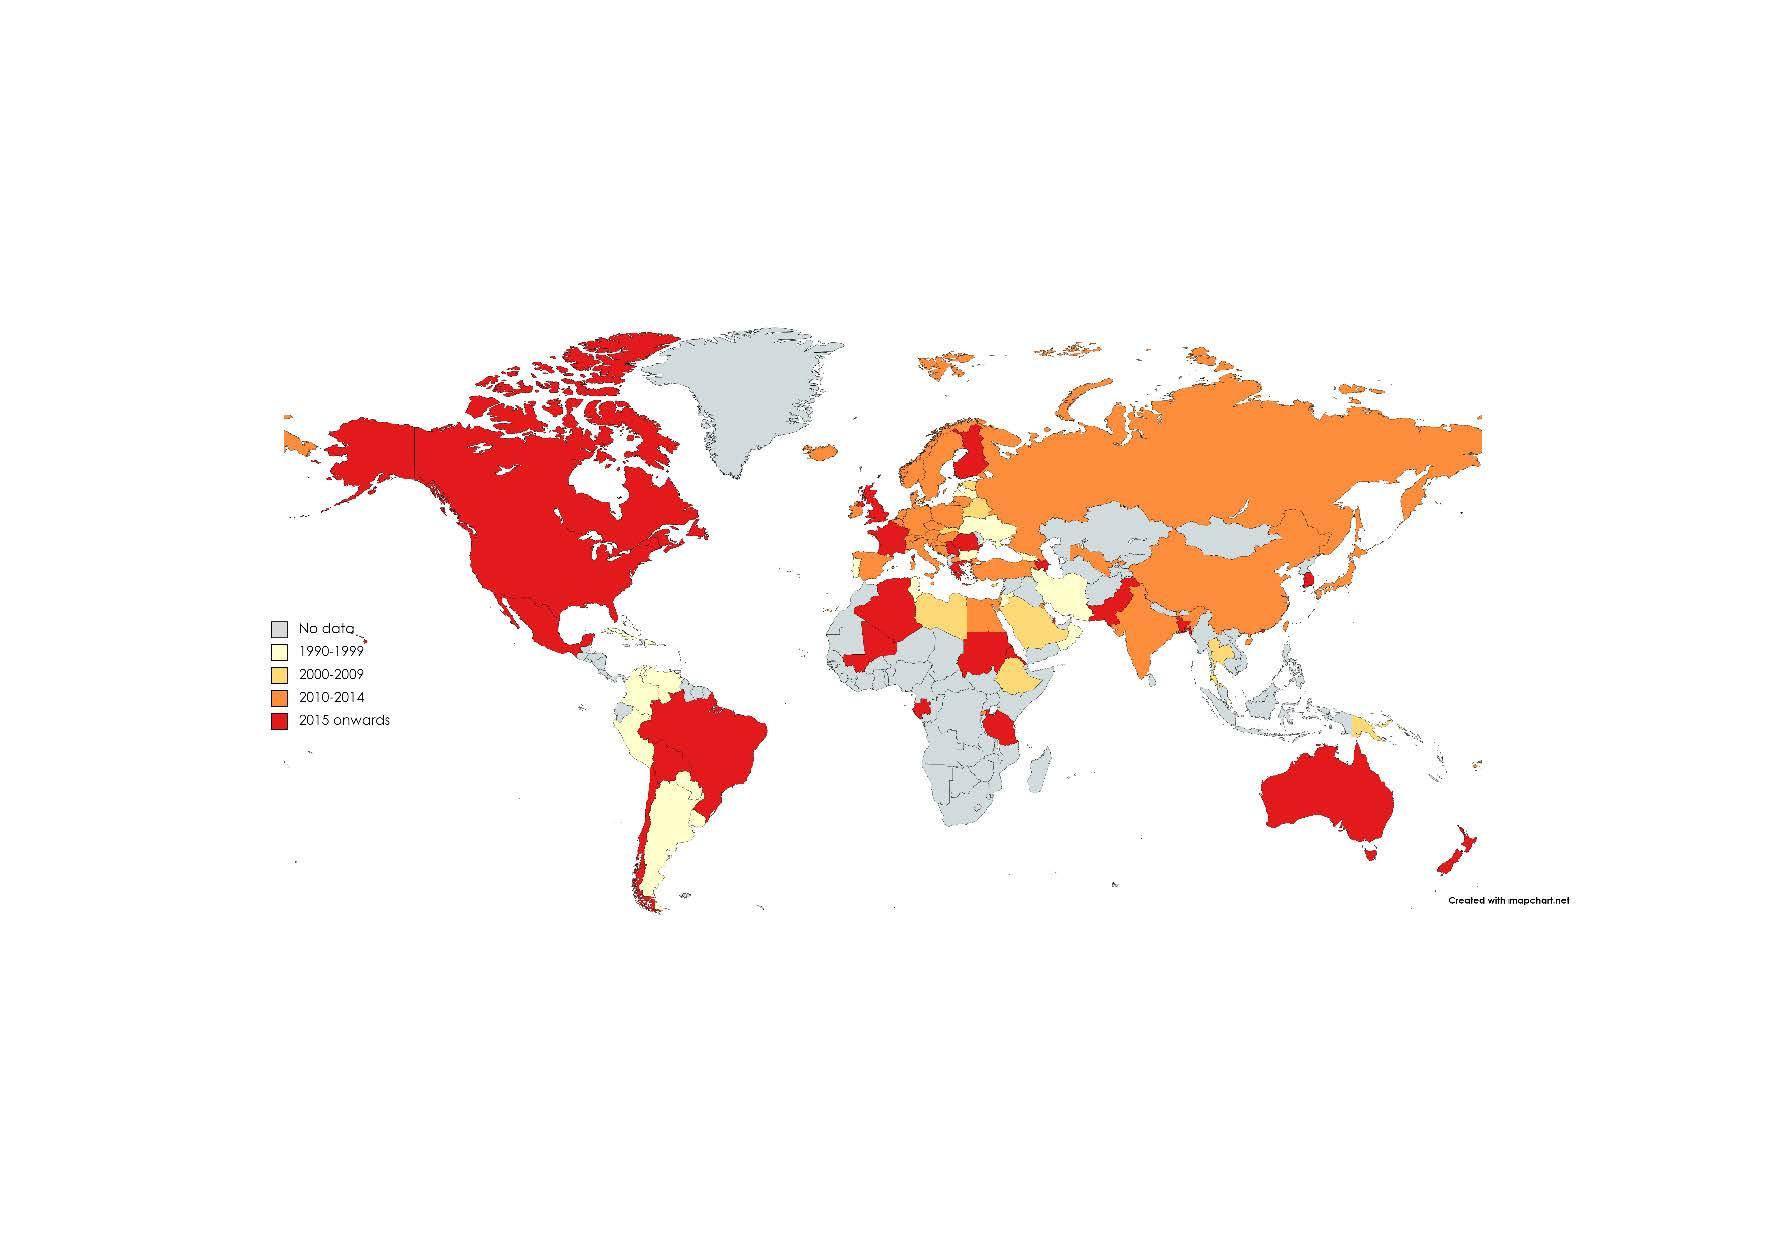 No data
1990-1999
2000-2009
2010-2014
2015 onwards
Created with mapchart.net